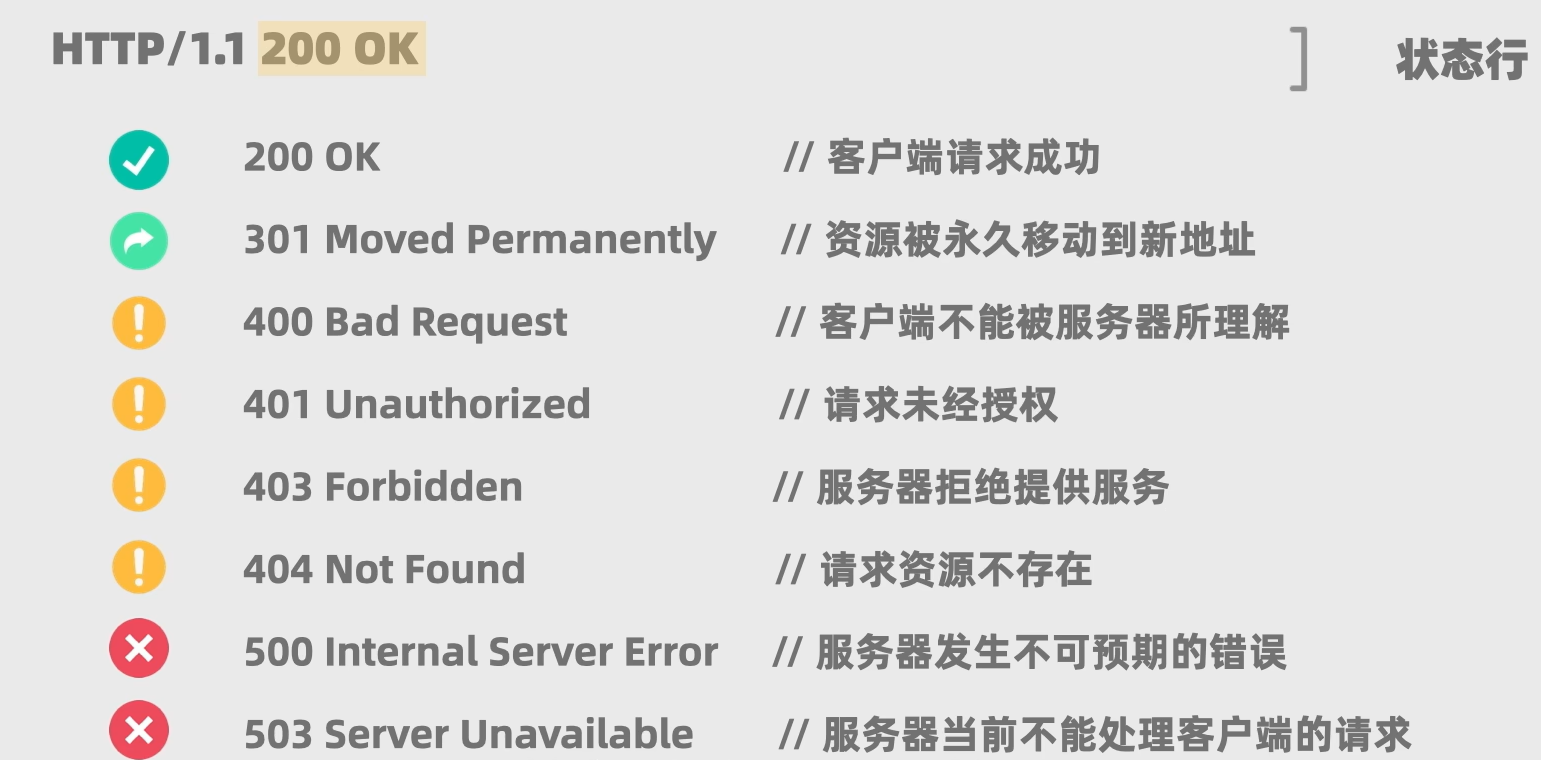 HTTP/1.1 200 OK ] 状态行
200 OK // 客户端请求成功
301 Moved Permanently // 资源被永久移动到新地址
400 Bad Request // 客户端不能被服务器所理解
401 Unauthorized // 请求未经授权
403 Forbidden // 服务器拒绝提供服务
404 Not Found // 请求资源不存在
500 Internal Server Error // 服务器发生不可预期的错误
503 Server Unavailable // 服务器当前不能处理客户端的请求